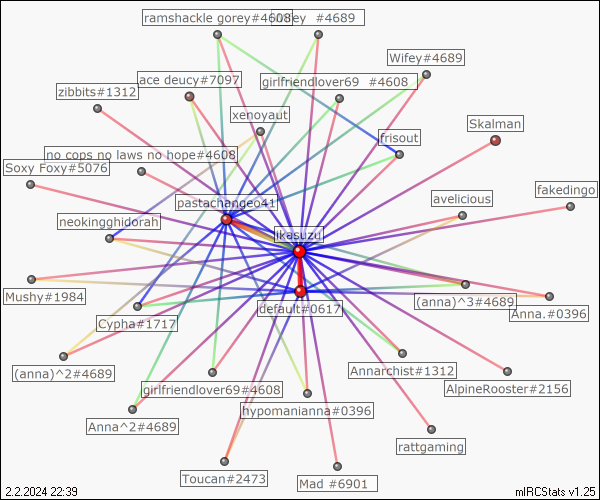 ramshackle gorey#4608
#4689
Wifey#4689
ace deucy#7097
girlfriendlover69 #4608
zibbits#1312
xenoyaut
Skalman
frisout
no cops no laws no hope#4608
Soxy Foxy#5076
fakedingo
pastachangeo41
avelicious
neokingghidorah
ikasuzu
Mushy#1984
(anna)^3#4689
default#0617
Anna.#0396
Cypha#1717
(anna)^2#4689
Annarchist#1312
girlfriendlover69#4608
AlpineRooster#2156
hypomanianna#0396
Anna^2#4689
rattgaming
Toucan#2473
Mad #6901
2.2.2024 22:39
mIRCStats v1.25